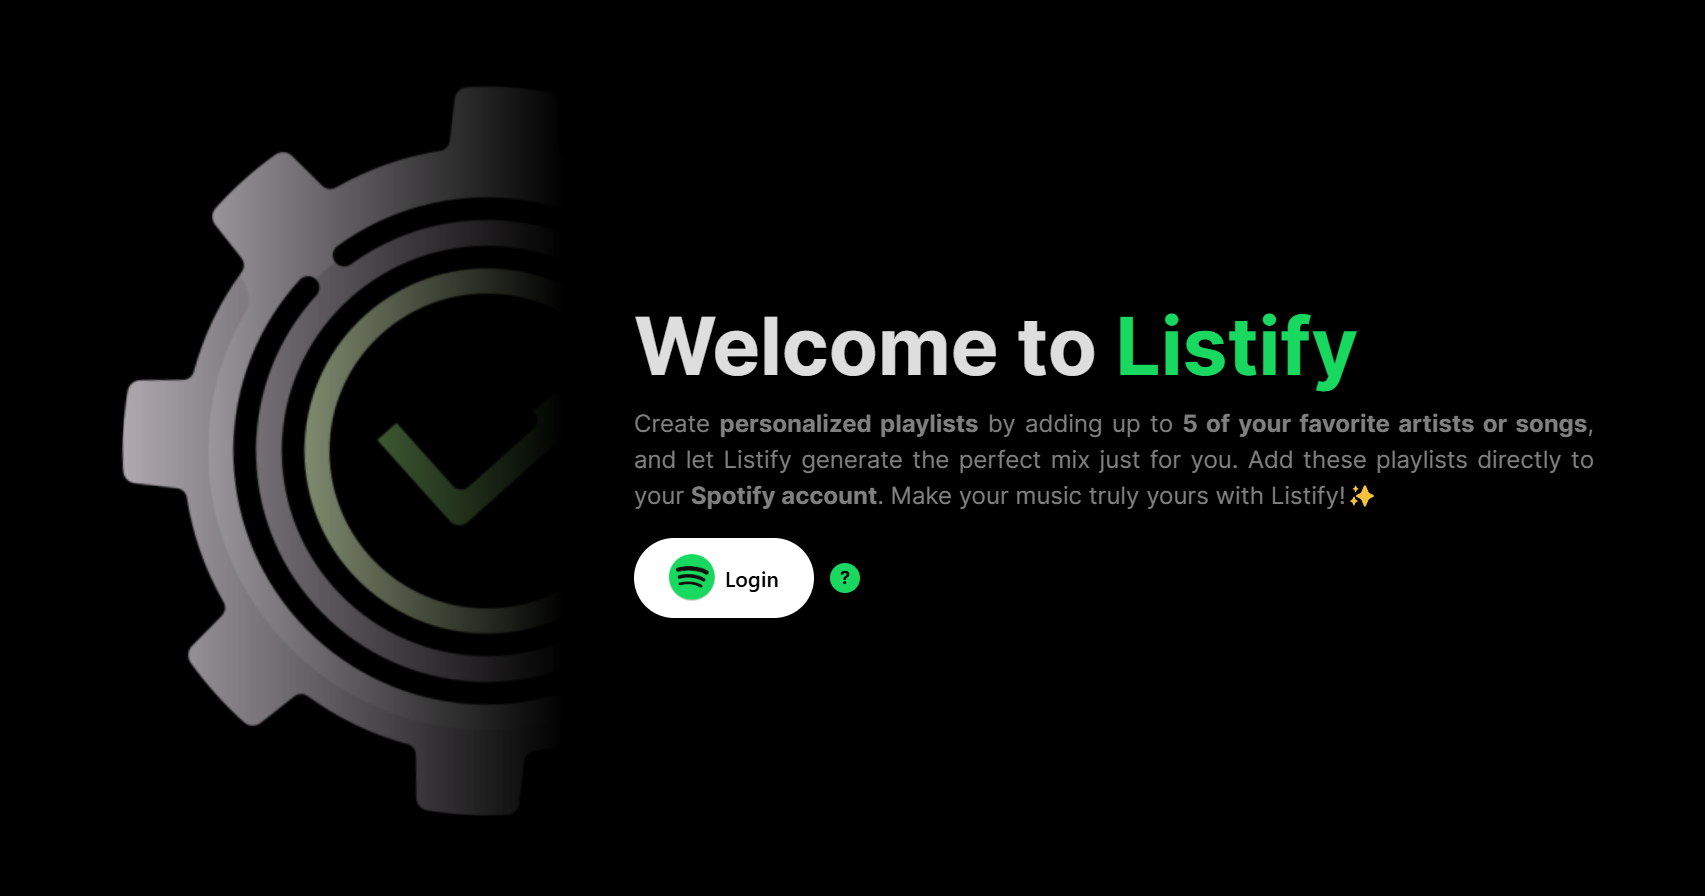 Welcome to Listify
Create personalized playlists by adding up to 5 of your favorite artists or songs,
and let Listify generate the perfect mix just for you. Add these playlists directly to
your Spotify account. Make your music truly yours with Listify!✨
Login ?